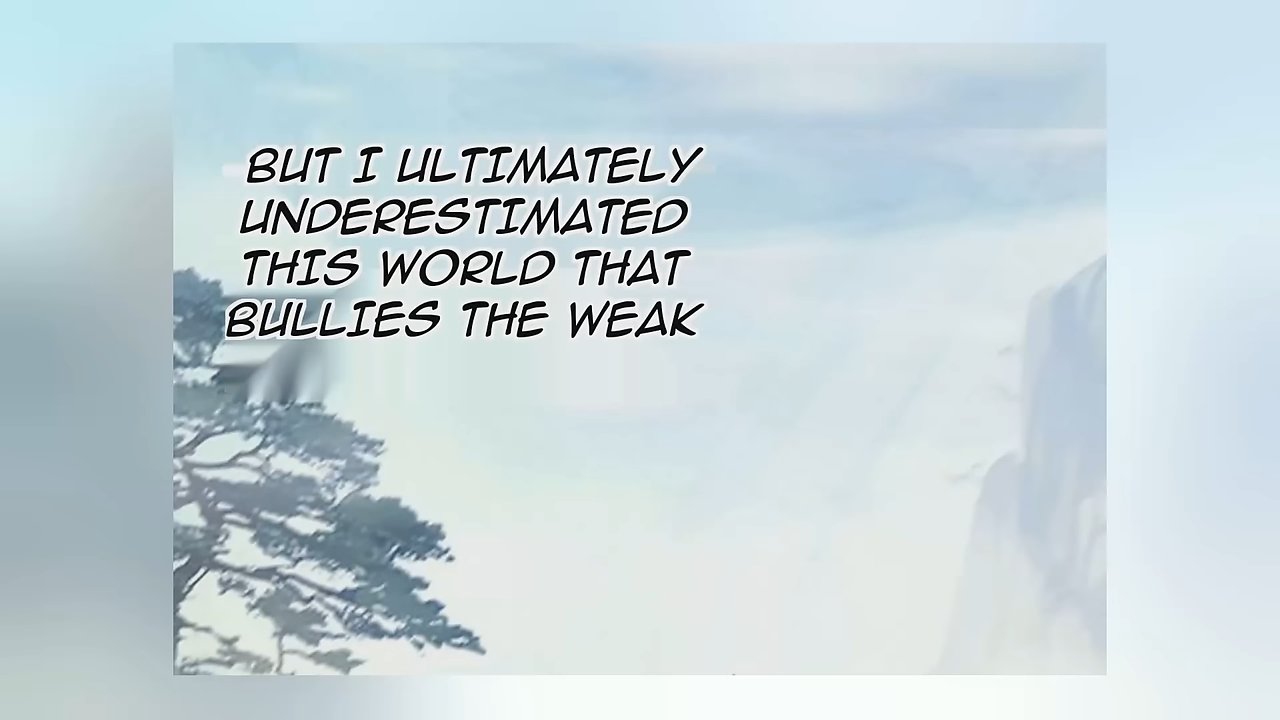 BUT I ULTIMATELY
UNDERESTIMATED
THIS WORLD THAT
BULLIES THE WEAK